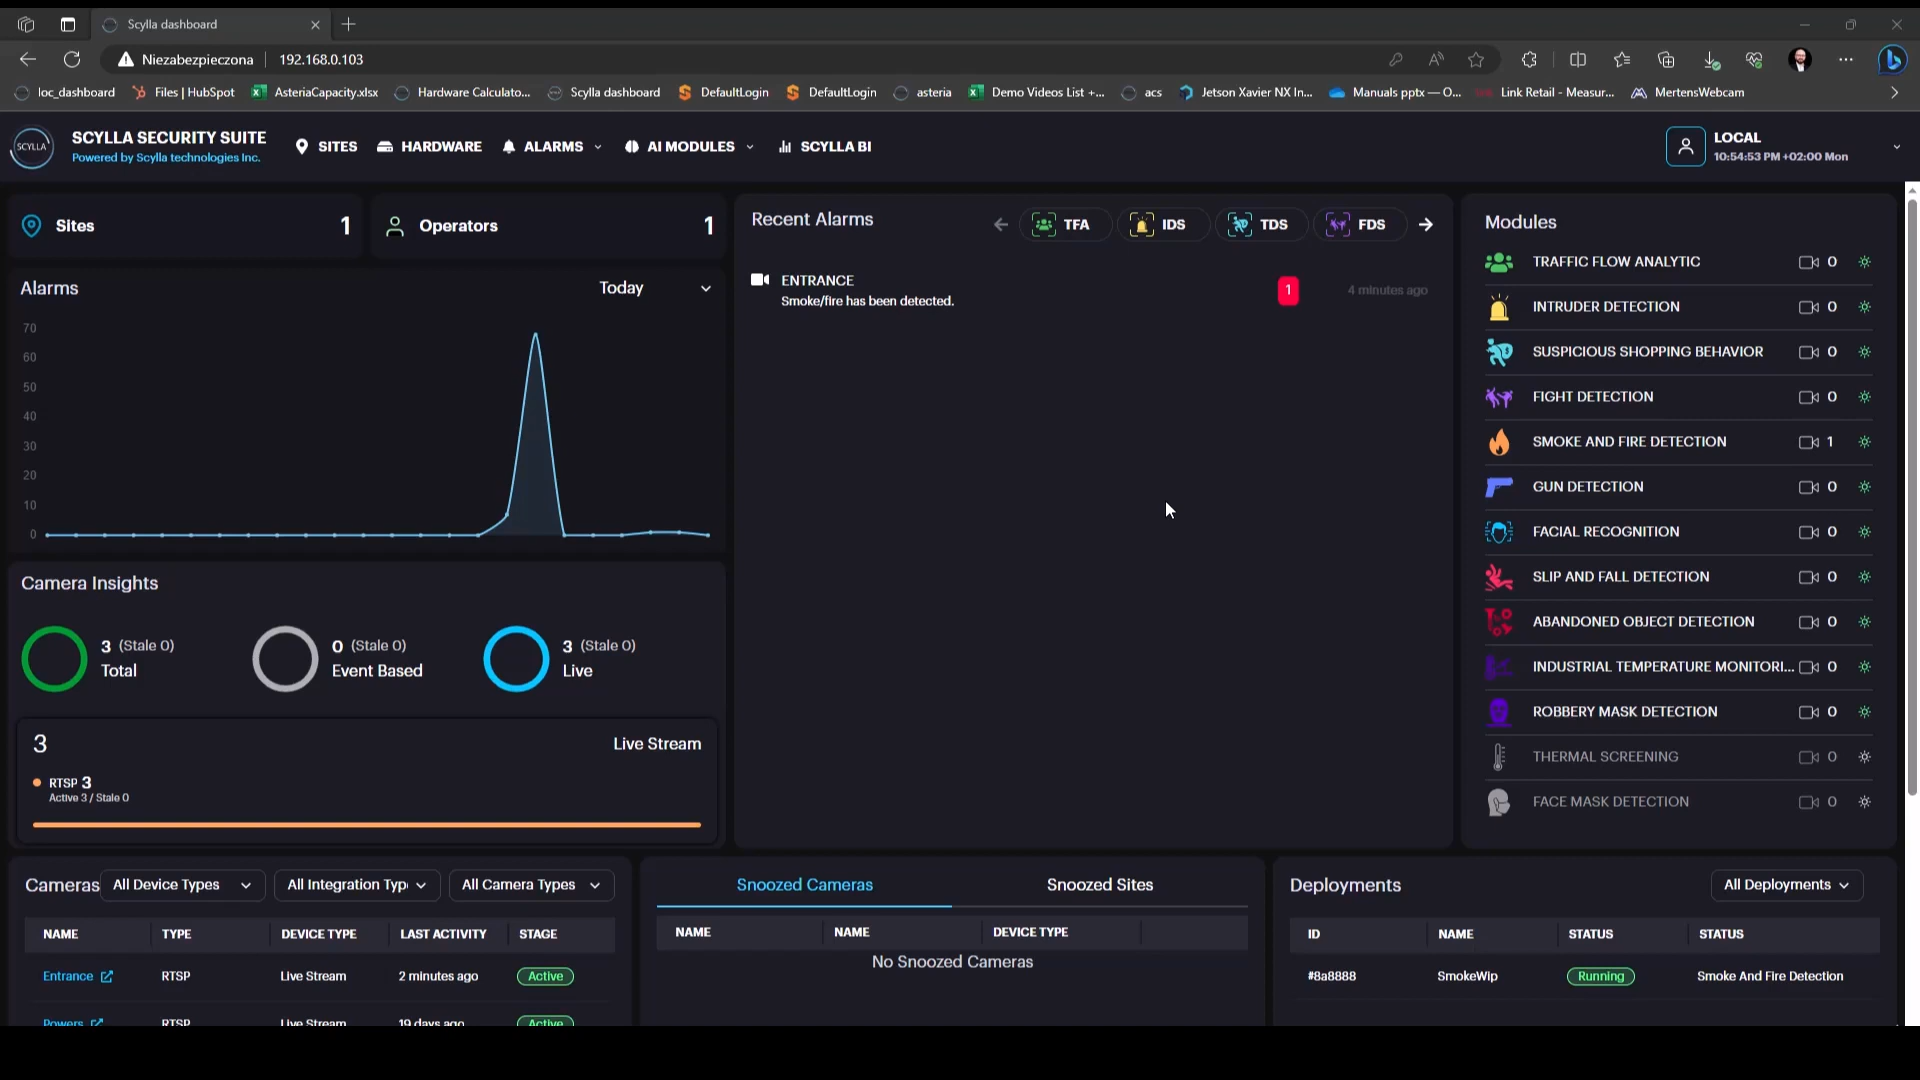 Scylla dashboard
Niezabezpieczona
192.168.0.103
loc_dashboard
Files | HubSpot
AsteriaCapacity.xlsx
Hardware Calculato...
Scylla dashboard
DefaultLogin
DefaultLogin
asteria
Demo Videos List +...
acs
Jetson Xavier NX In...
Manuals pptx — O...
Link Retail - Measur...
MertensWebcam
SCYLLA
SCYLLA SECURITY SUITE
Powered by Scylla technologies Inc.
SITES
HARDWARE
ALARMS
AI MODULES
SCYLLA BI
LOCAL
10:54:53 PM +02:00 Mon
Sites 1
Operators 1
Alarms
Today
70
60
50
40
30
20
10
0
Camera Insights
3 (Stale 0)
Total
0 (Stale 0)
Event Based
3 (Stale 0)
Live
3
Live Stream
RTSP 3
Active 3 / Stale 0
Recent Alarms
TFA
IDS
TDS
FDS
ENTRANCE
Smoke/fire has been detected.
1
4 minutes ago
Modules
TRAFFIC FLOW ANALYTIC 0
INTRUDER DETECTION 0
SUSPICIOUS SHOPPING BEHAVIOR 0
FIGHT DETECTION 0
SMOKE AND FIRE DETECTION 1
GUN DETECTION 0
FACIAL RECOGNITION 0
SLIP AND FALL DETECTION 0
ABANDONED OBJECT DETECTION 0
INDUSTRIAL TEMPERATURE MONITORI... 0
ROBBERY MASK DETECTION 0
THERMAL SCREENING 0
FACE MASK DETECTION 0
Cameras
All Device Types
All Integration Typ
All Camera Types
NAME TYPE DEVICE TYPE LAST ACTIVITY STAGE
Entrance RTSP Live Stream 2 minutes ago Active
Powers RTSP Live Stream 19 days ago Active
Snoozed Cameras
Snoozed Sites
NAME NAME DEVICE TYPE
No Snoozed Cameras
Deployments
All Deployments
ID NAME STATUS STATUS
#8a8888 SmokeWip Running Smoke And Fire Detection